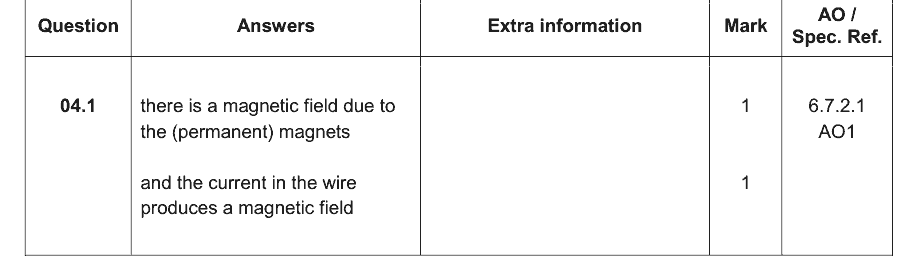 Question Answers Extra information Mark AO / Spec. Ref.
04.1 there is a magnetic field due to 1 6.7.2.1
the (permanent) magnets AO1
and the current in the wire 1
produces a magnetic field